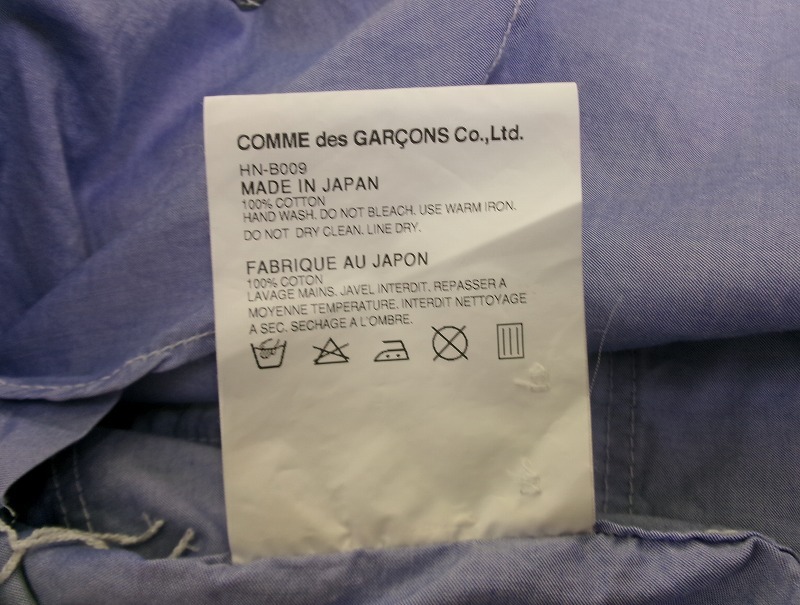 COMME des GARÇONS Co.,Ltd.
HN-B009
MADE IN JAPAN
100% COTTON
HAND WASH. DO NOT BLEACH. USE WARM IRON.
DO NOT DRY CLEAN. LINE DRY.
FABRIQUE AU JAPON
100% COTON
LAVAGE MAINS. JAVEL INTERDIT. REPASSER A
MOYENNE TEMPERATURE. INTERDIT NETTOYAGE
A SEC. SECHAGE A L'OMBRE.